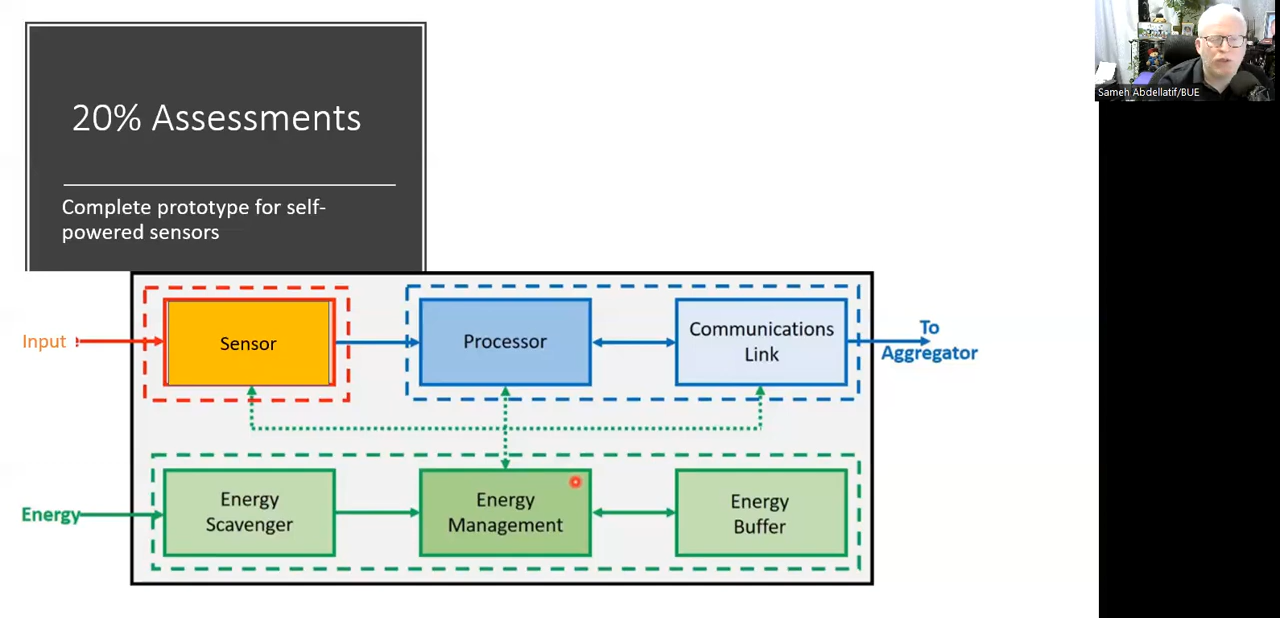 20% Assessments
Complete prototype for self-
powered sensors
Sameh Abdellatif/BUE
Input
Sensor
Processor
Communications
Link
To
Aggregator
Energy
Energy
Scavenger
Energy
Management
Energy
Buffer